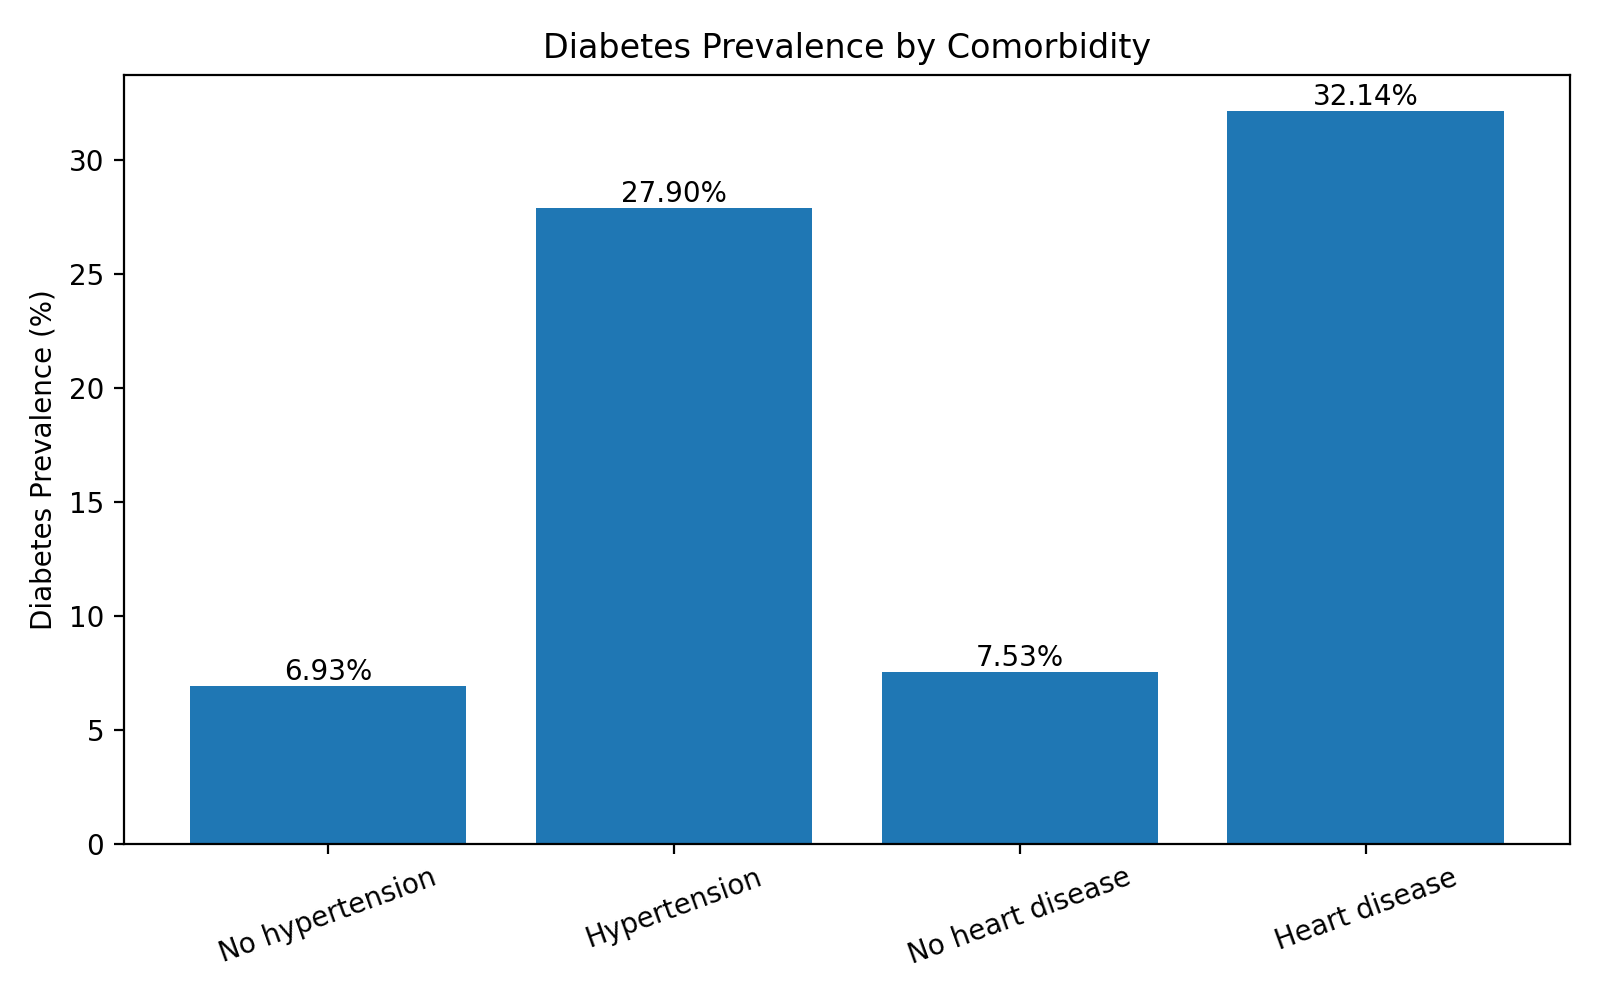 Diabetes Prevalence by Comorbidity
Diabetes Prevalence (%)
30
25
20
15
10
5
0
6.93%
27.90%
7.53%
32.14%
No hypertension
Hypertension
No heart disease
Heart disease